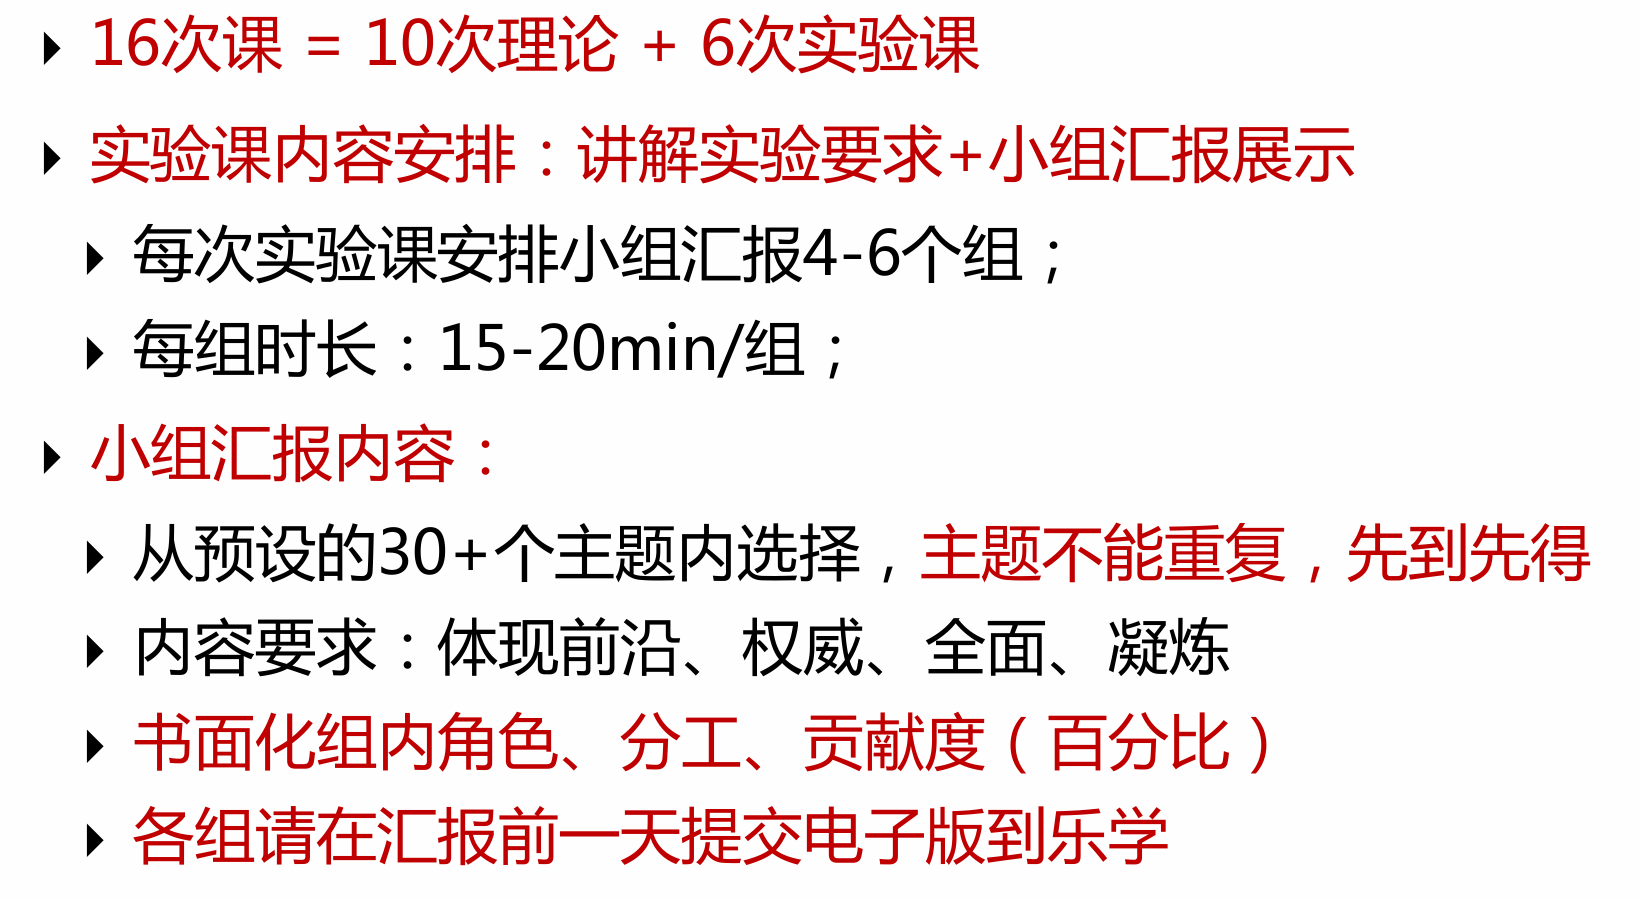 16次课 = 10次理论 + 6次实验课
实验课内容安排：讲解实验要求+小组汇报展示
每次实验课安排小组汇报4-6个组；
每组时长：15-20min/组；
小组汇报内容：
从预设的30+个主题内选择，主题不能重复，先到先得
内容要求：体现前沿、权威、全面、凝炼
书面化组内角色、分工、贡献度（百分比）
各组请在汇报前一天提交电子版到乐学